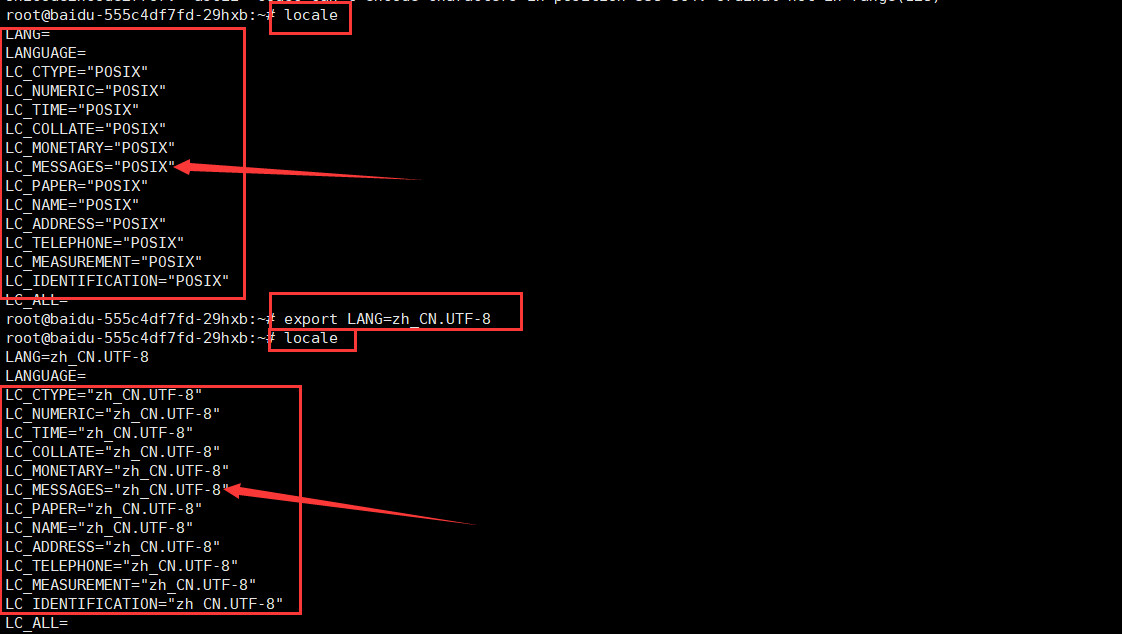 root@baidu-555c4df7fd-29hxb:~# locale
LANG=
LANGUAGE=
LC_CTYPE="POSIX"
LC_NUMERIC="POSIX"
LC_TIME="POSIX"
LC_COLLATE="POSIX"
LC_MONETARY="POSIX"
LC_MESSAGES="POSIX"
LC_PAPER="POSIX"
LC_NAME="POSIX"
LC_ADDRESS="POSIX"
LC_TELEPHONE="POSIX"
LC_MEASUREMENT="POSIX"
LC_IDENTIFICATION="POSIX"
LC_ALL=
root@baidu-555c4df7fd-29hxb:~# export LANG=zh_CN.UTF-8
root@baidu-555c4df7fd-29hxb:~# locale
LANG=zh_CN.UTF-8
LANGUAGE=
LC_CTYPE="zh_CN.UTF-8"
LC_NUMERIC="zh_CN.UTF-8"
LC_TIME="zh_CN.UTF-8"
LC_COLLATE="zh_CN.UTF-8"
LC_MONETARY="zh_CN.UTF-8"
LC_MESSAGES="zh_CN.UTF-8"
LC_PAPER="zh_CN.UTF-8"
LC_NAME="zh_CN.UTF-8"
LC_ADDRESS="zh_CN.UTF-8"
LC_TELEPHONE="zh_CN.UTF-8"
LC_MEASUREMENT="zh_CN.UTF-8"
LC_IDENTIFICATION="zh_CN.UTF-8"
LC_ALL=